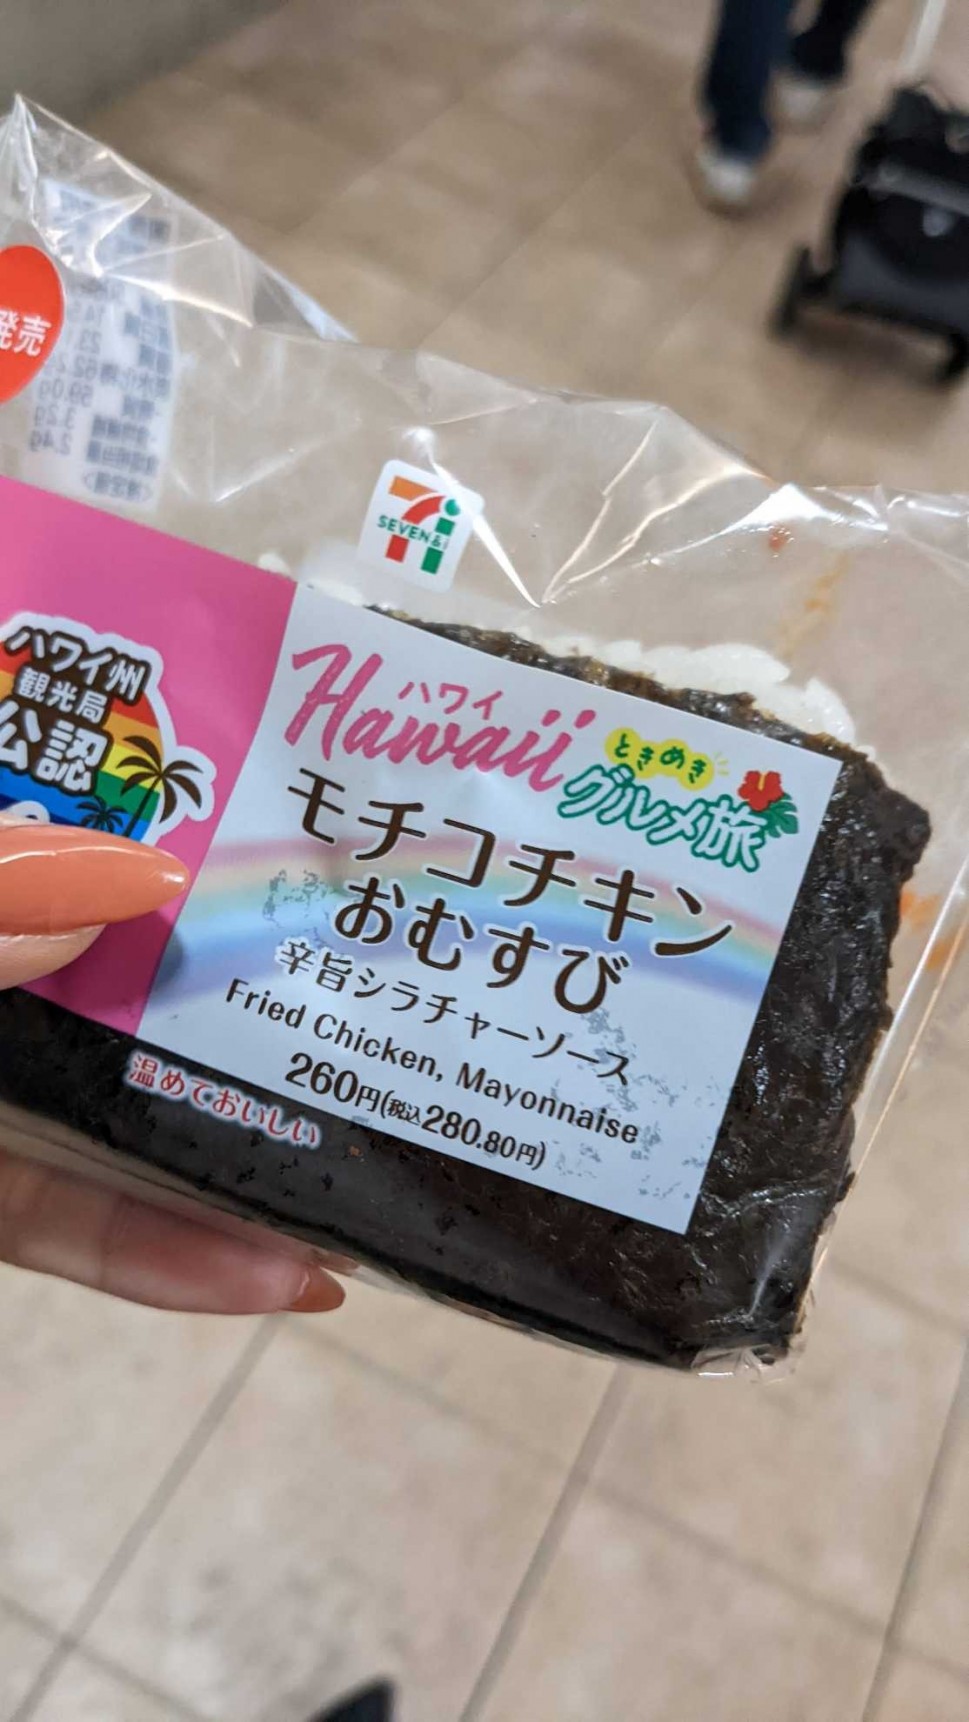 発売
SEVEN&i
ハワイ州
観光局
公認
ハワイ
Hawaii
ときめき
グルメ旅
モチコチキン
おむすび
辛旨シラチャーソース
Fried Chicken, Mayonnaise
260円(税込280.80円)
温めておいしい